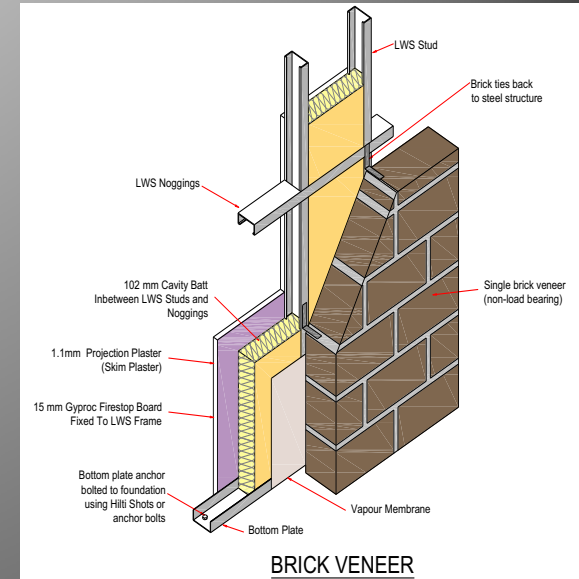 LWS Stud
Brick ties back
to steel structure
LWS Noggings
102 mm Cavity Batt
Inbetween LWS Studs and
Noggings
Single brick veneer
(non-load bearing)
1.1mm Projection Plaster
(Skim Plaster)
15 mm Gyproc Firestop Board
Fixed To LWS Frame
Bottom plate anchor
bolted to foundation
using Hilti Shots or
anchor bolts
Vapour Membrane
Bottom Plate
BRICK VENEER